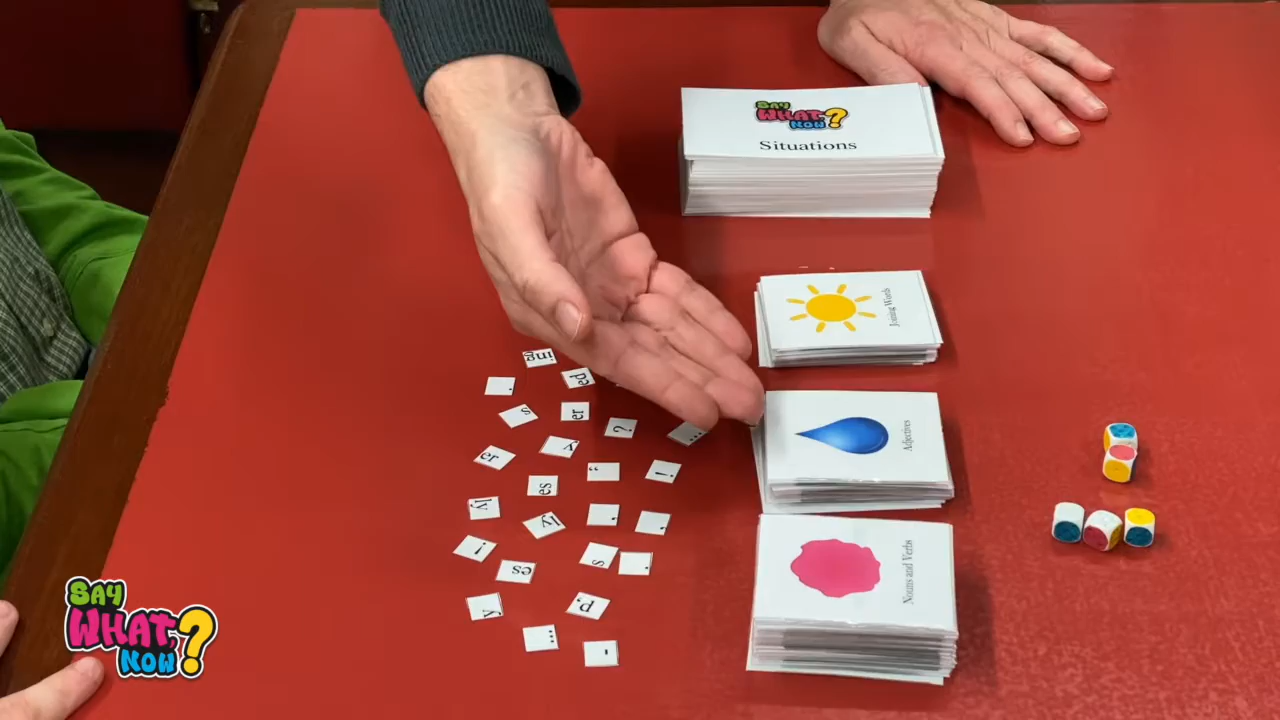 SAY
WHAT,
NOW?
Situations
Joining Words
Adjectives
Nouns and Verbs
ing
,
ed
s
er
?
...
er
y
“
!
es
ly
ly
,
,
!
s
.
es
y
'd
...
-
SAY
WHAT,
NOW?